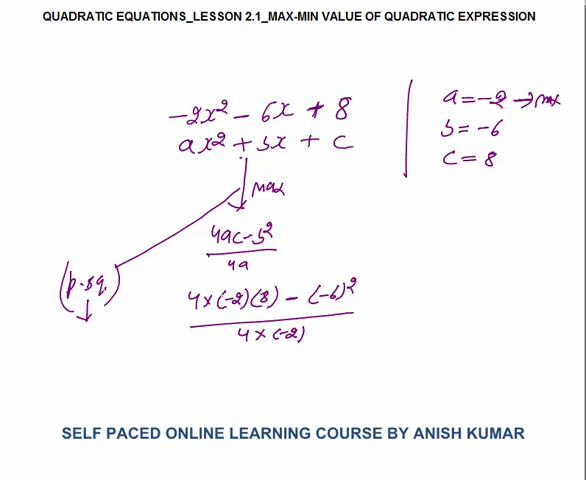 QUADRATIC EQUATIONS_LESSON 2.1_MAX-MIN VALUE OF QUADRATIC EXPRESSION
-2x² - 6x + 8
ax² + bx + c
max
4ac-b²
4a
(p.sq.)
4×(-2)(8) - (-6)²
4×(-2)
a = -2 → max
b = -6
c = 8
SELF PACED ONLINE LEARNING COURSE BY ANISH KUMAR